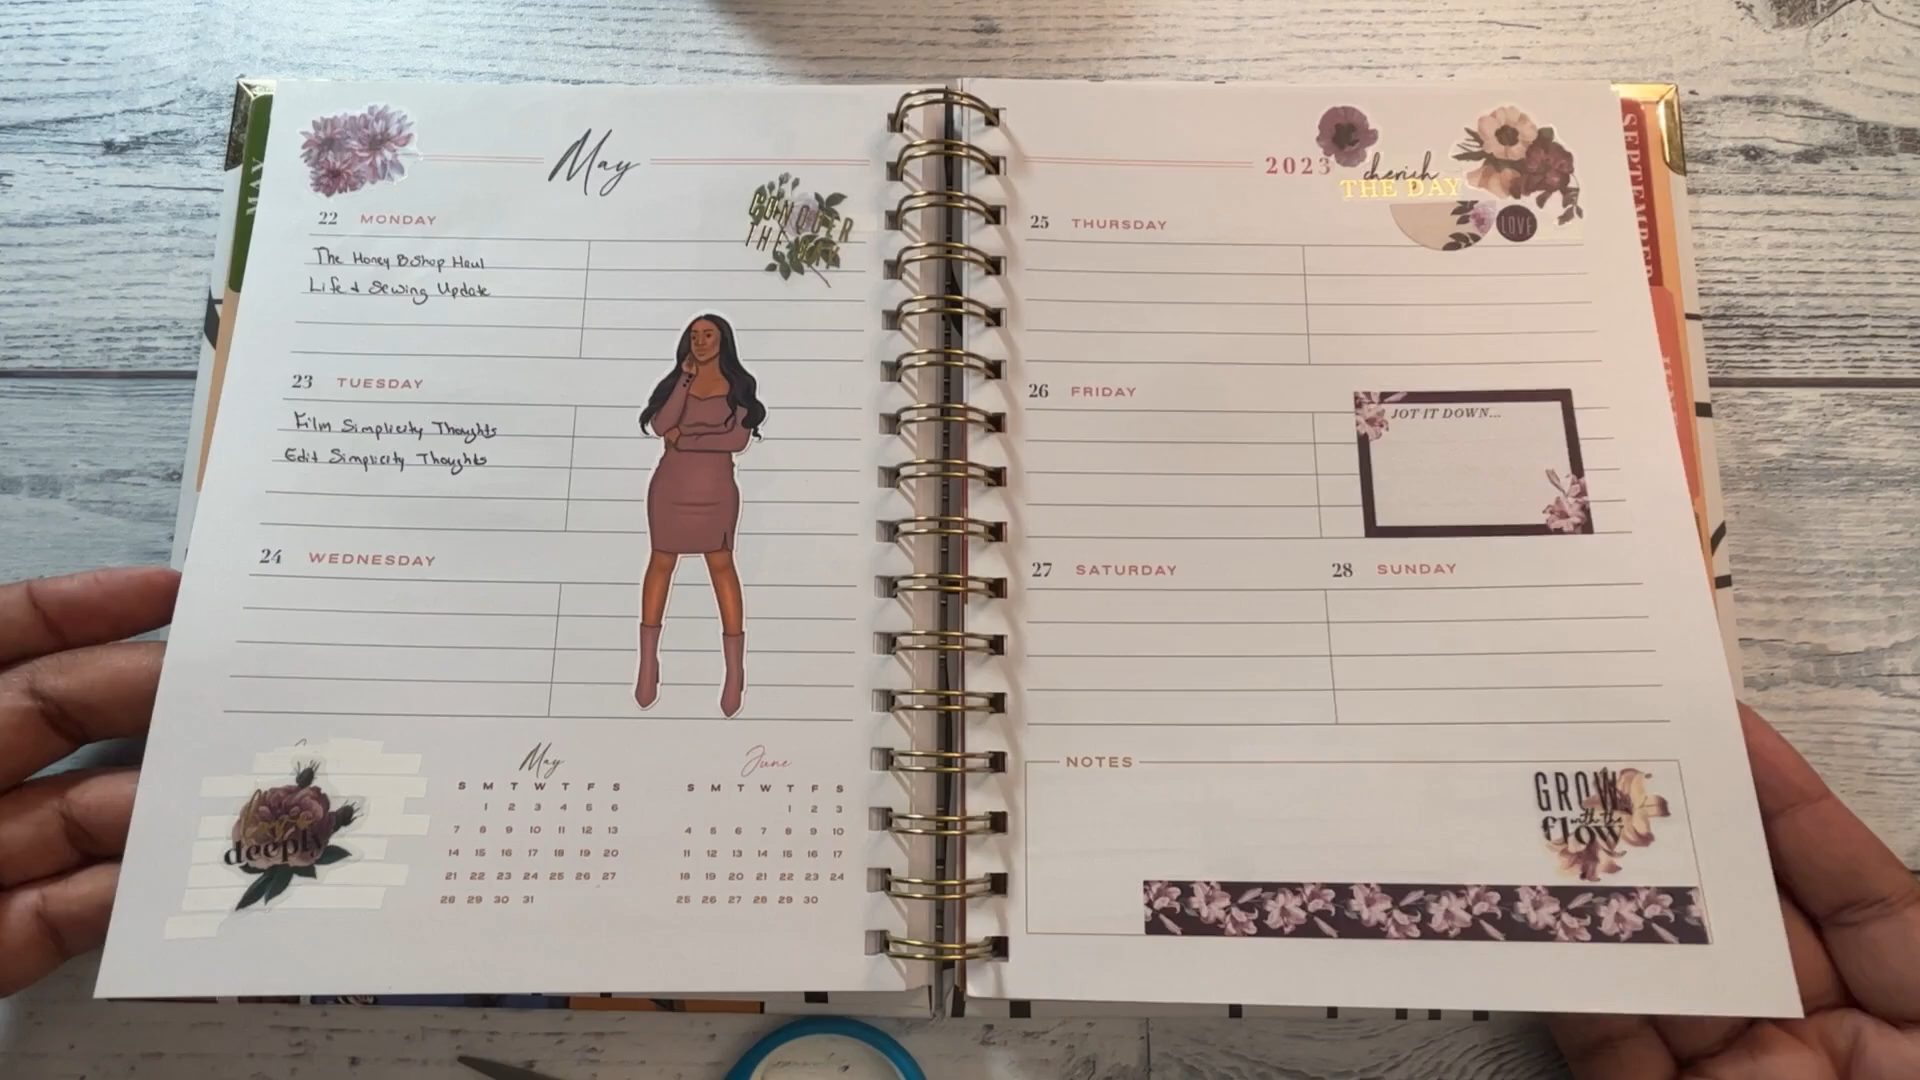 May
22 MONDAY
The Honey B Shop Haul
Life & Sewing Update
CONQUER
THE DAY
23 TUESDAY
Film Simplicity Thoughts
Edit Simplicity Thoughts
24 WEDNESDAY
love
deeply
May
S M T W T F S
1 2 3 4 5 6
7 8 9 10 11 12 13
14 15 16 17 18 19 20
21 22 23 24 25 26 27
28 29 30 31
June
S M T W T F S
1 2 3
4 5 6 7 8 9 10
11 12 13 14 15 16 17
18 19 20 21 22 23 24
25 26 27 28 29 30
2023
cherish
THE DAY
LOVE
25 THURSDAY
26 FRIDAY
JOT IT DOWN...
27 SATURDAY
28 SUNDAY
NOTES
GROW
with the
flow
MAY
SEPTEMBER